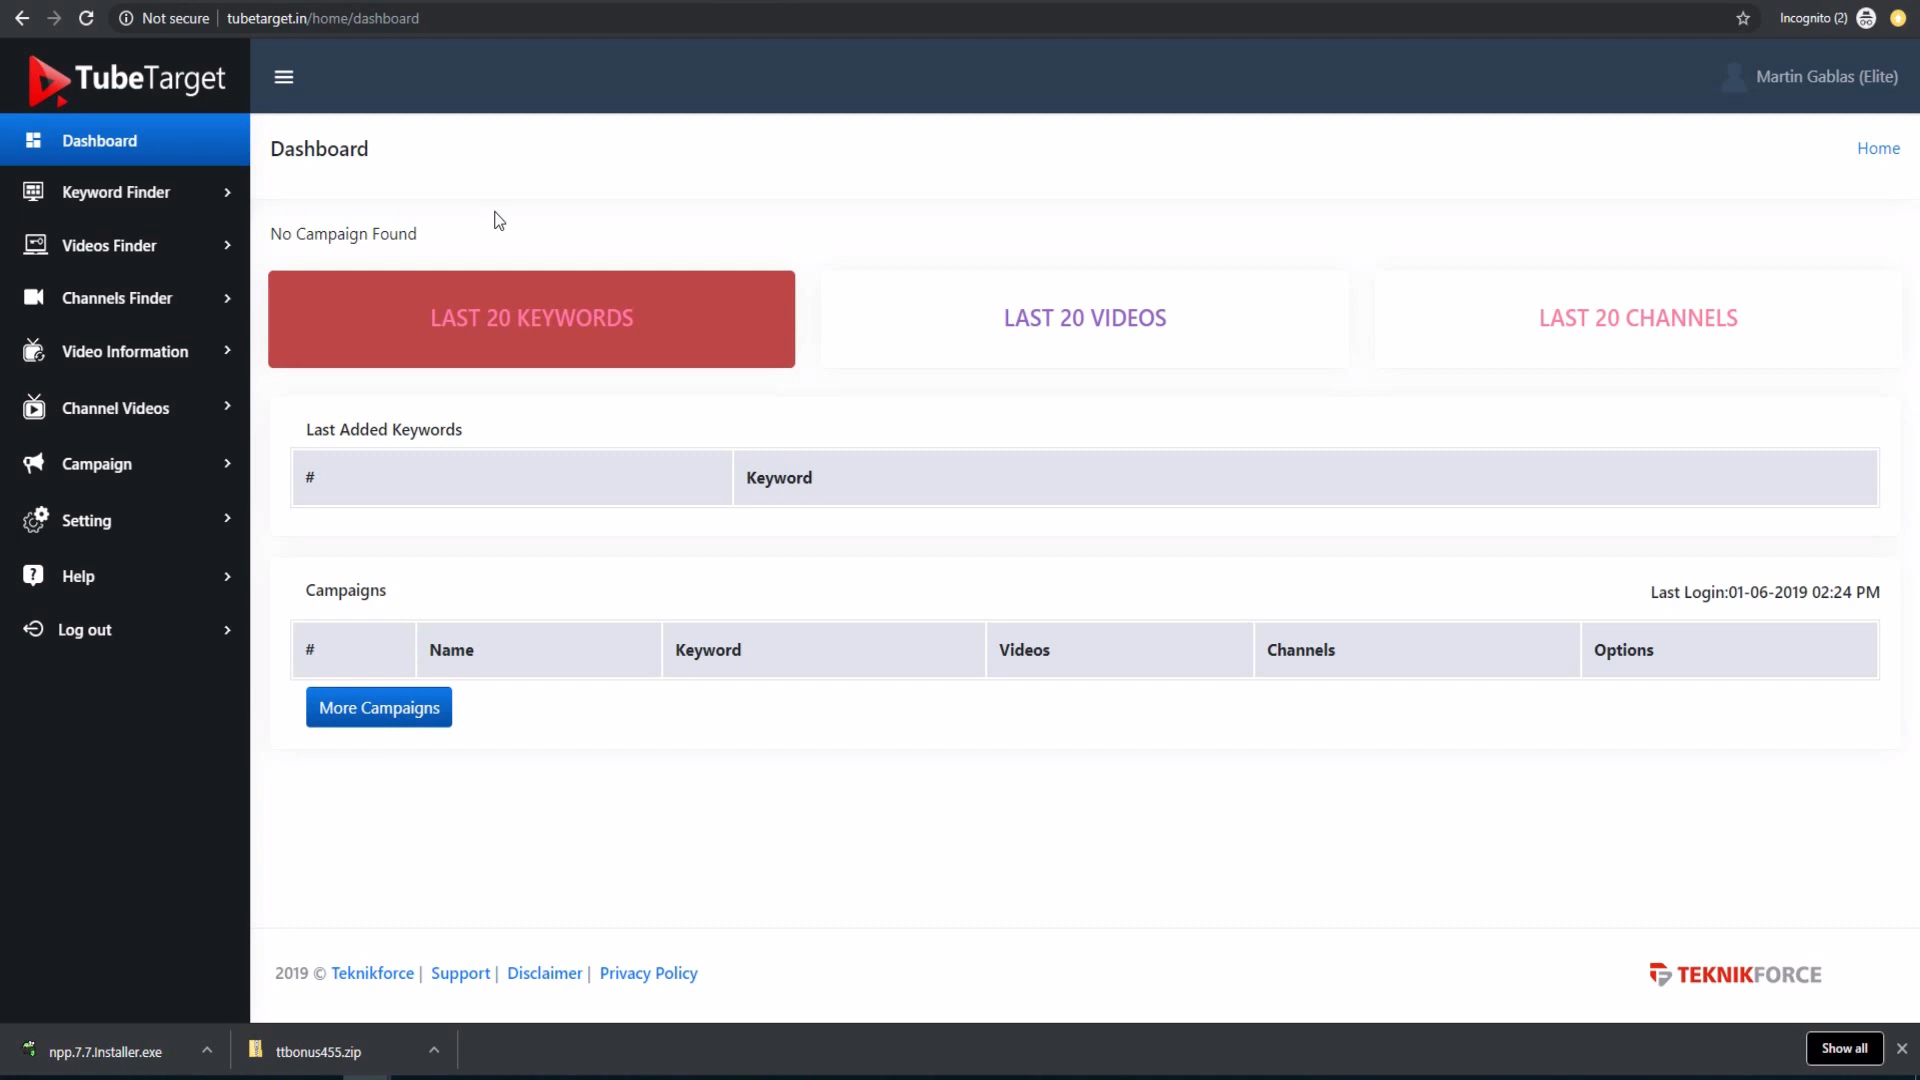 Not secure | tubetarget.in/home/dashboard
Incognito (2)
TubeTarget
Martin Gablas (Elite)
Dashboard
Keyword Finder
Videos Finder
Channels Finder
Video Information
Channel Videos
Campaign
Setting
Help
Log out
Dashboard
Home
No Campaign Found
LAST 20 KEYWORDS
LAST 20 VIDEOS
LAST 20 CHANNELS
Last Added Keywords
# Keyword
Campaigns
Last Login:01-06-2019 02:24 PM
# Name Keyword Videos Channels Options
More Campaigns
2019 © Teknikforce | Support | Disclaimer | Privacy Policy
TEKNIKFORCE
npp.7.7.Installer.exe
ttbonus455.zip
Show all